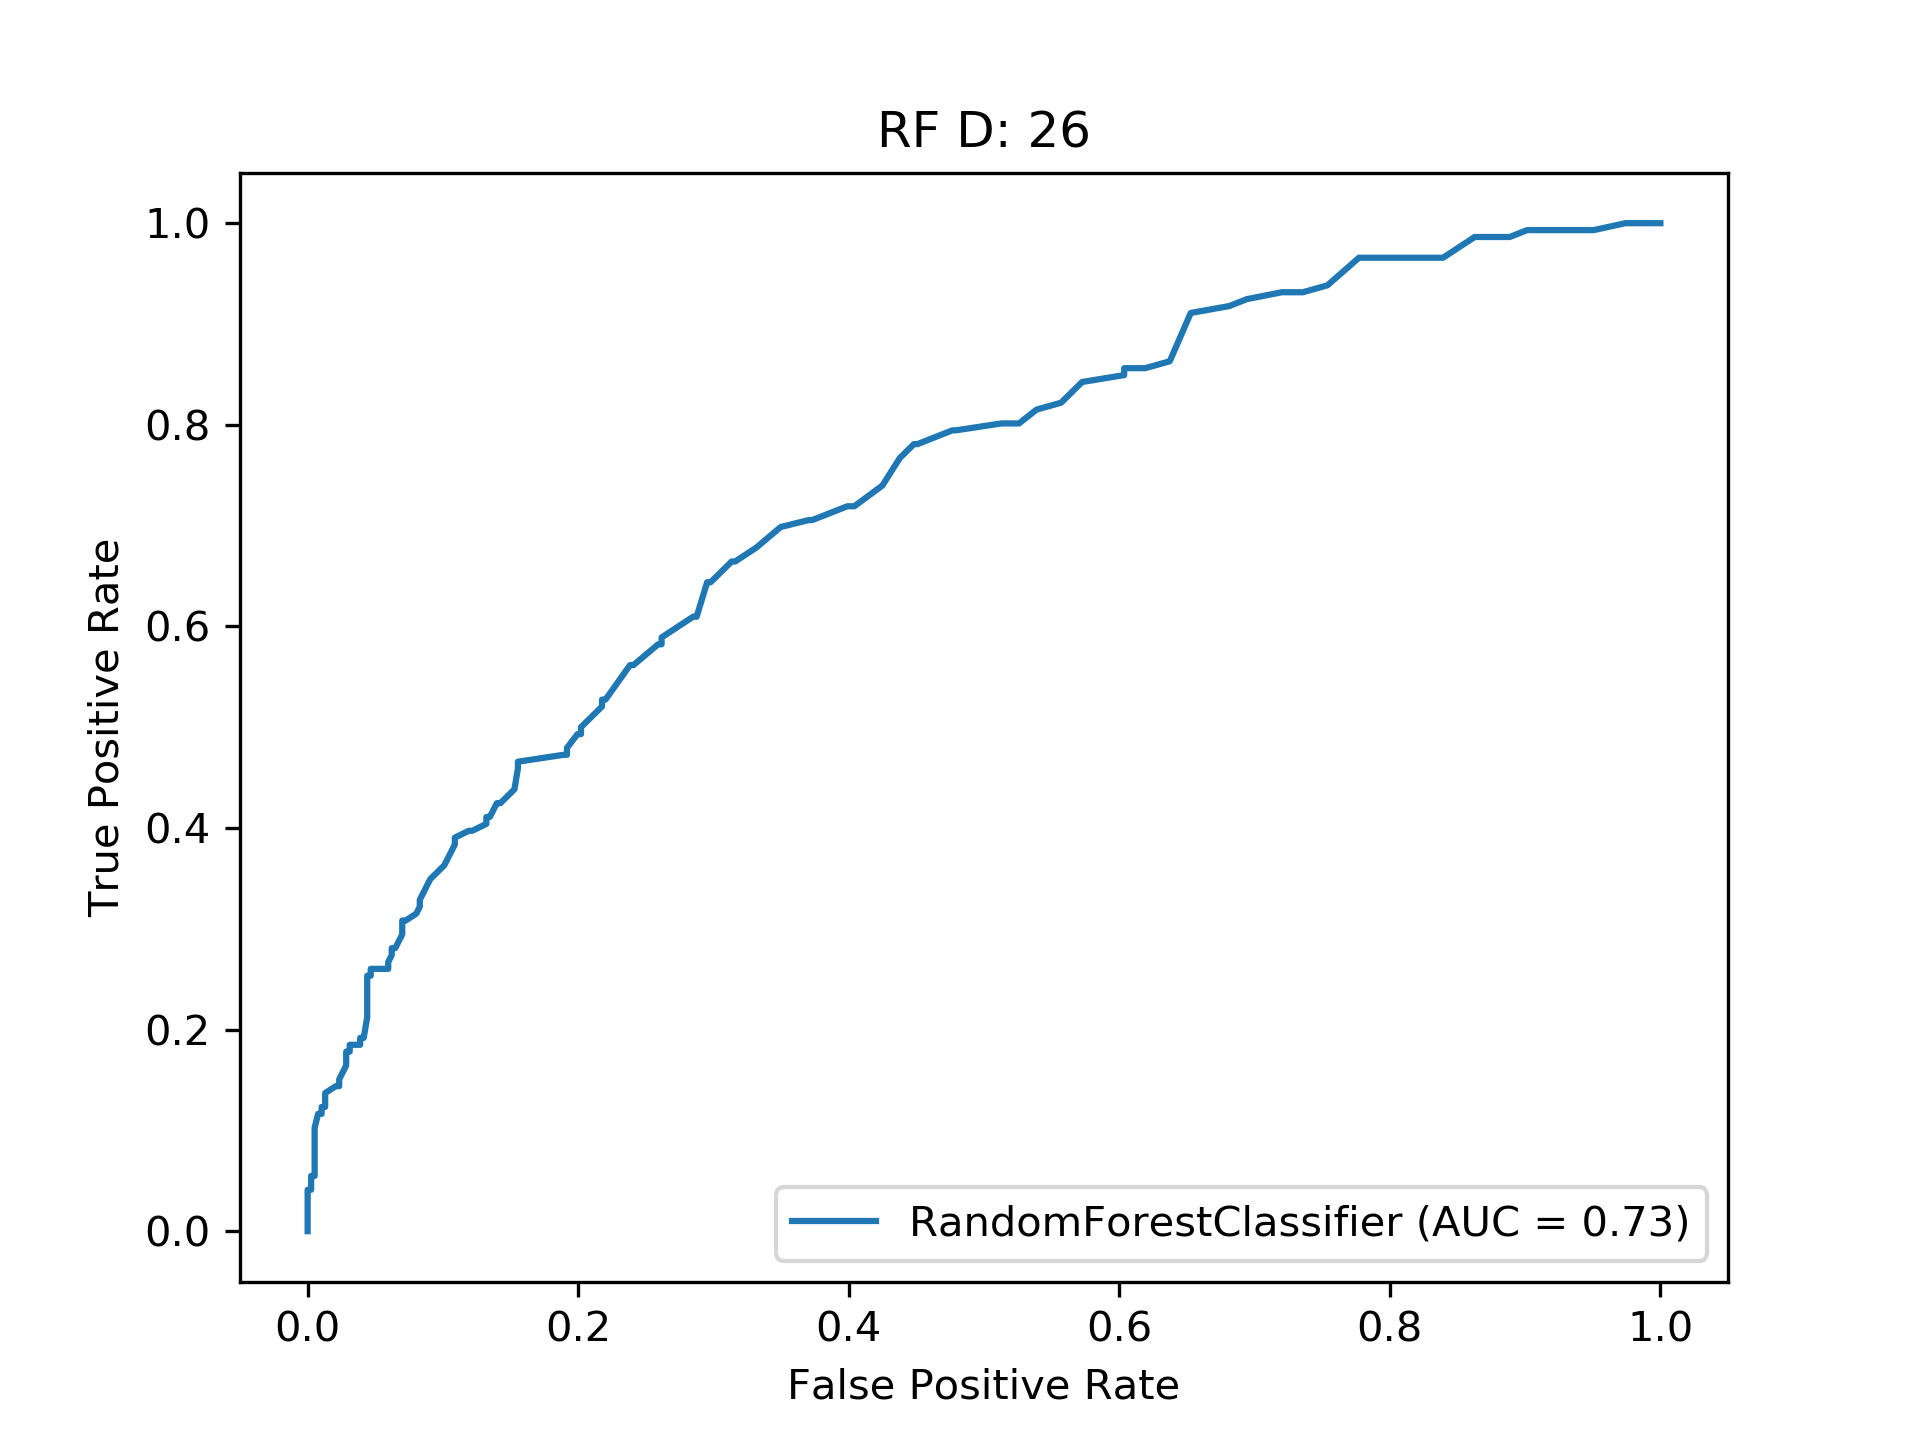 RF D: 26
True Positive Rate
1.0
0.8
0.6
0.4
0.2
0.0
RandomForestClassifier (AUC = 0.73)
0.0 0.2 0.4 0.6 0.8 1.0
False Positive Rate